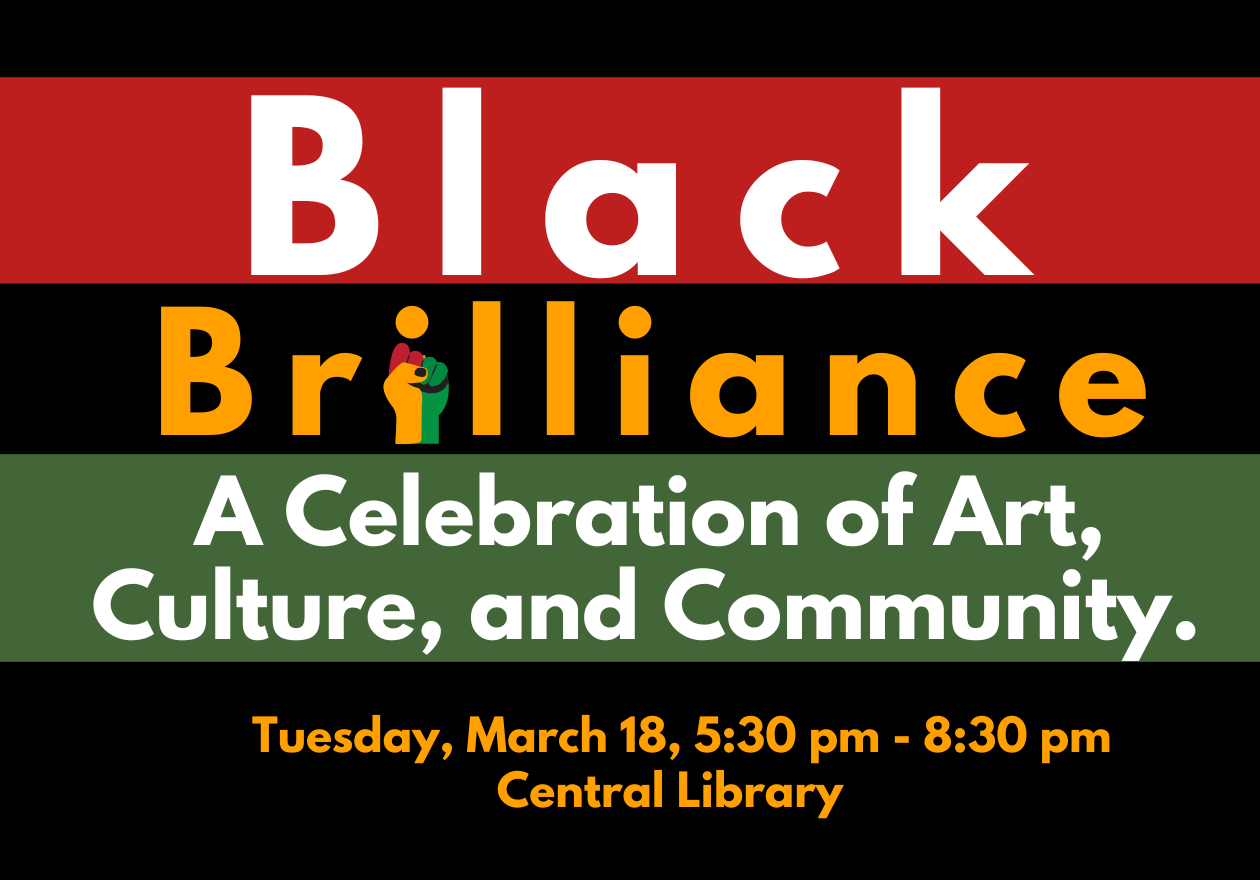 Black
Brilliance
A Celebration of Art,
Culture, and Community.
Tuesday, March 18, 5:30 pm - 8:30 pm
Central Library